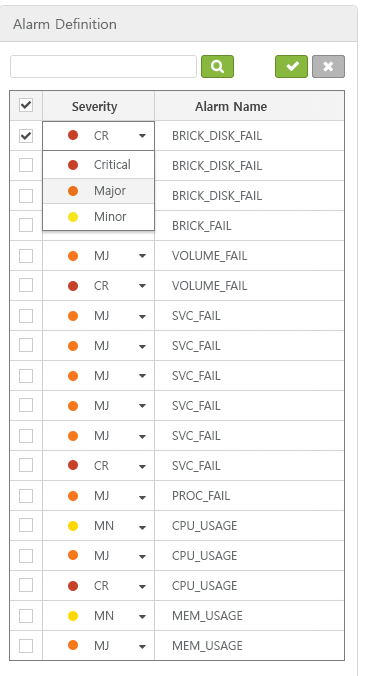 Alarm Definition
Severity Alarm Name
CR BRICK_DISK_FAIL
Critical BRICK_DISK_FAIL
Major BRICK_DISK_FAIL
Minor BRICK_FAIL
MJ VOLUME_FAIL
CR VOLUME_FAIL
MJ SVC_FAIL
MJ SVC_FAIL
MJ SVC_FAIL
MJ SVC_FAIL
MJ SVC_FAIL
CR SVC_FAIL
MJ PROC_FAIL
MN CPU_USAGE
MJ CPU_USAGE
CR CPU_USAGE
MN MEM_USAGE
MJ MEM_USAGE